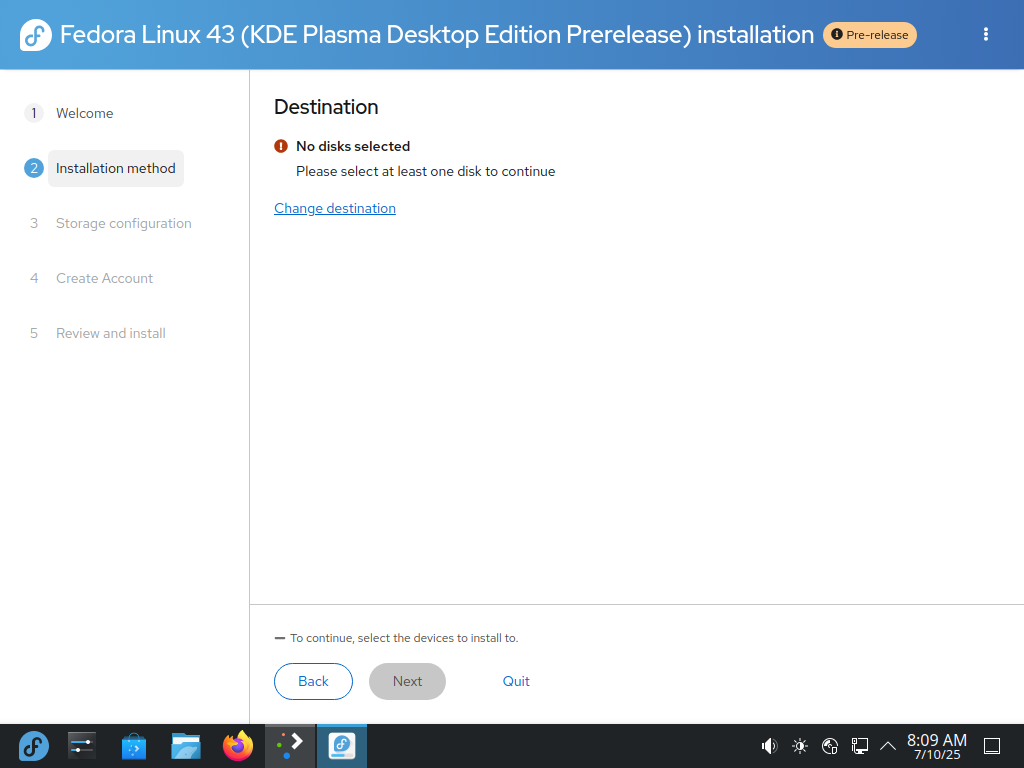 Fedora Linux 43 (KDE Plasma Desktop Edition Prerelease) installation
Pre-release
1 Welcome
2 Installation method
3 Storage configuration
4 Create Account
5 Review and install
Destination
No disks selected
Please select at least one disk to continue
Change destination
To continue, select the devices to install to.
Back Next Quit
8:09 AM
7/10/25